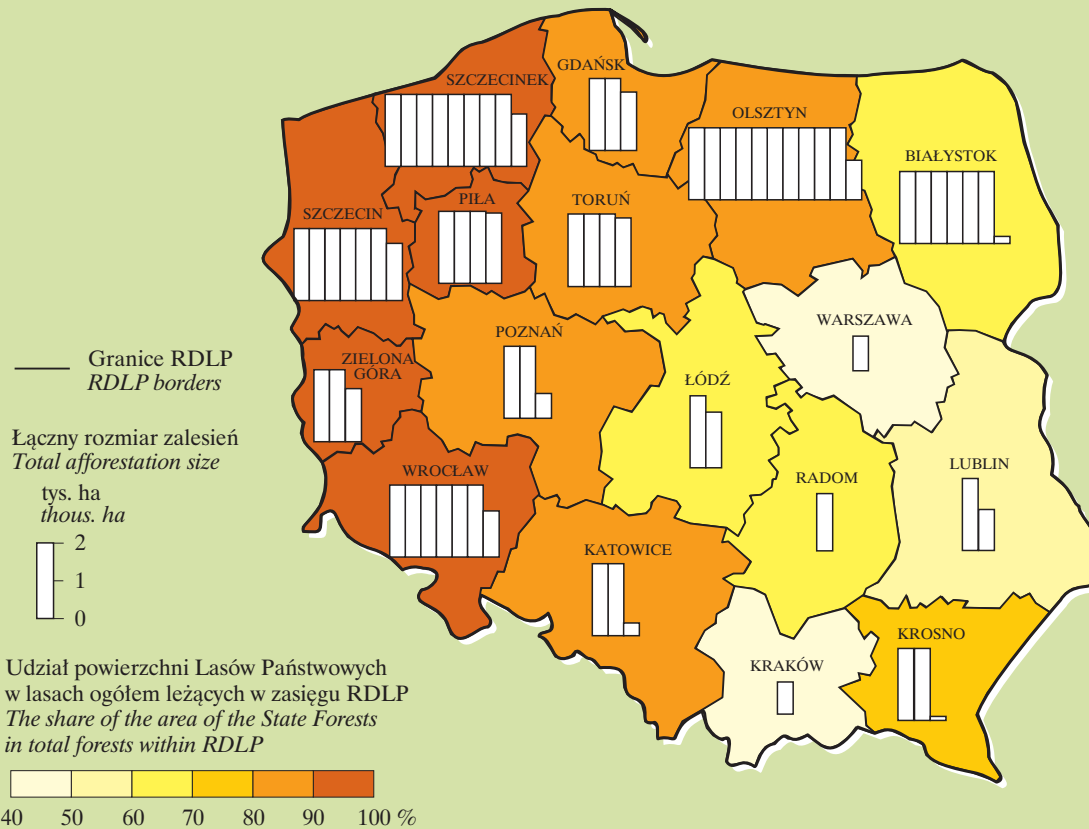 SZCZECINEK
GDAŃSK
OLSZTYN
BIAŁYSTOK
SZCZECIN
PIŁA
TORUŃ
WARSZAWA
POZNAŃ
ZIELONA
GÓRA
ŁÓDŹ
WROCŁAW
RADOM
LUBLIN
KATOWICE
KRAKÓW
KROSNO
Granice RDLP
RDLP borders
Łączny rozmiar zalesień
Total afforestation size
tys. ha
thous. ha
2
1
0
Udział powierzchni Lasów Państwowych
w lasach ogółem leżących w zasięgu RDLP
The share of the area of the State Forests
in total forests within RDLP
40 50 60 70 80 90 100 %